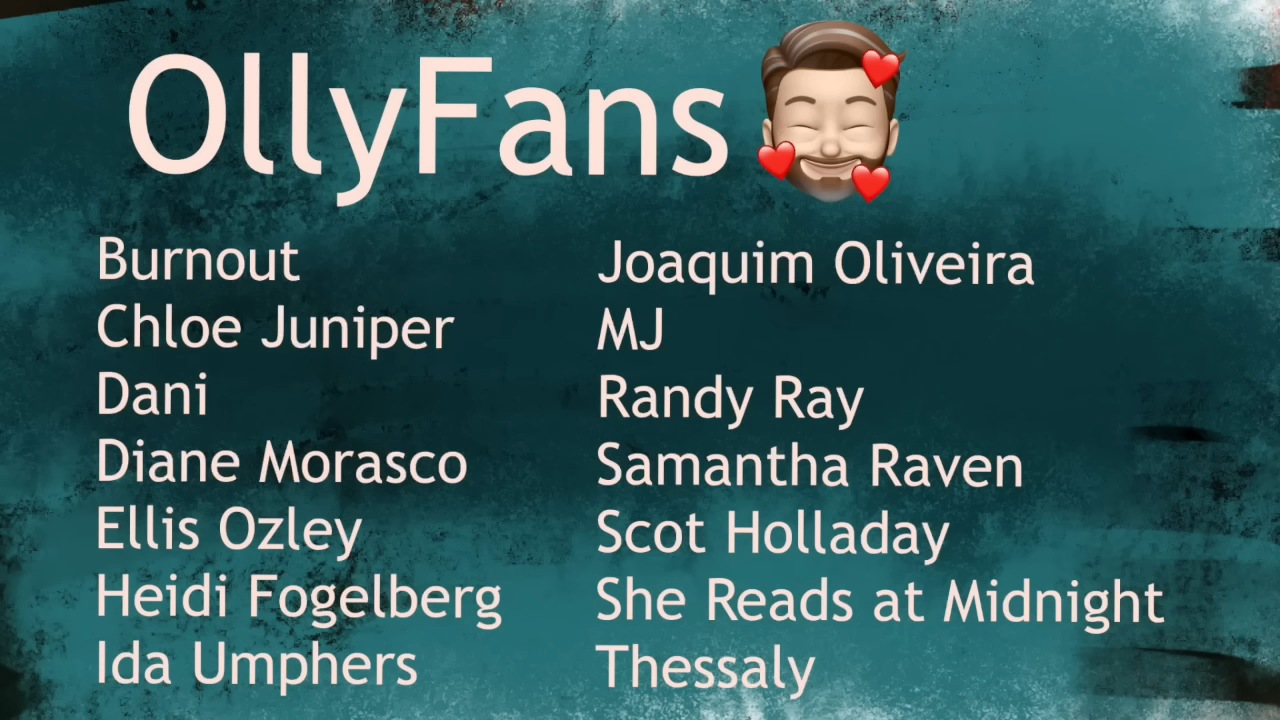 OllyFans
Burnout
Chloe Juniper
Dani
Diane Morasco
Ellis Ozley
Heidi Fogelberg
Ida Umphers
Joaquim Oliveira
MJ
Randy Ray
Samantha Raven
Scot Holladay
She Reads at Midnight
Thessaly